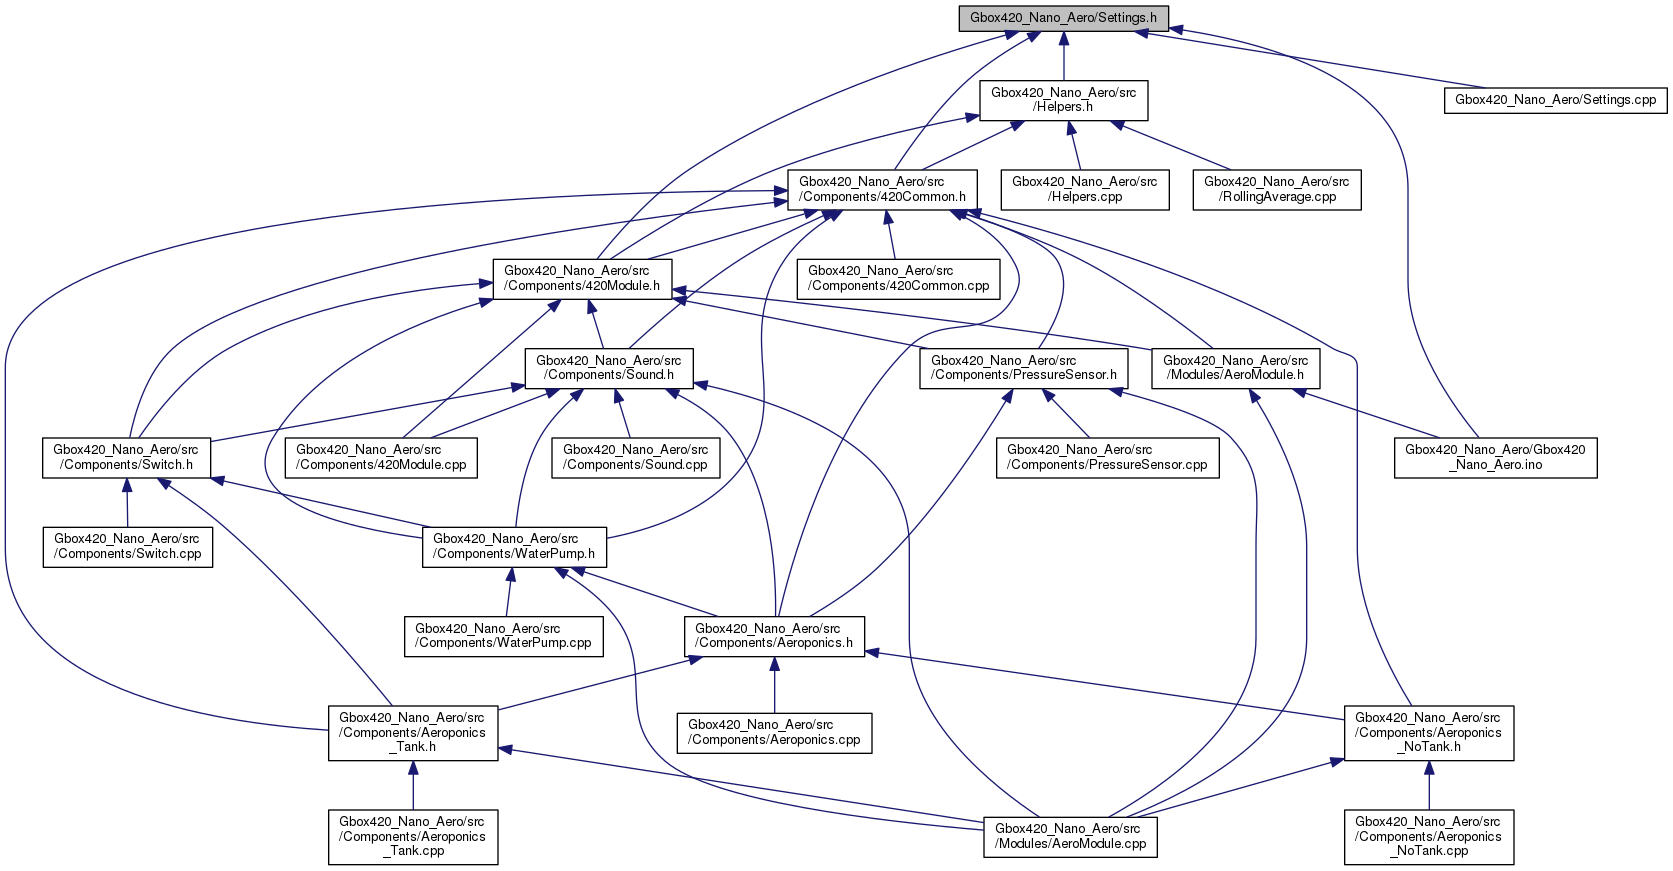 Gbox420_Nano_Aero/Settings.h
Gbox420_Nano_Aero/src
/Helpers.h
Gbox420_Nano_Aero/Settings.cpp
Gbox420_Nano_Aero/src
/Components/420Common.h
Gbox420_Nano_Aero/src
/Helpers.cpp
Gbox420_Nano_Aero/src
/RollingAverage.cpp
Gbox420_Nano_Aero/src
/Components/420Module.h
Gbox420_Nano_Aero/src
/Components/420Common.cpp
Gbox420_Nano_Aero/src
/Components/Sound.h
Gbox420_Nano_Aero/src
/Components/PressureSensor.h
Gbox420_Nano_Aero/src
/Modules/AeroModule.h
Gbox420_Nano_Aero/src
/Components/Switch.h
Gbox420_Nano_Aero/src
/Components/420Module.cpp
Gbox420_Nano_Aero/src
/Components/Sound.cpp
Gbox420_Nano_Aero/src
/Components/PressureSensor.cpp
Gbox420_Nano_Aero/Gbox420
_Nano_Aero.ino
Gbox420_Nano_Aero/src
/Components/Switch.cpp
Gbox420_Nano_Aero/src
/Components/WaterPump.h
Gbox420_Nano_Aero/src
/Components/WaterPump.cpp
Gbox420_Nano_Aero/src
/Components/Aeroponics.h
Gbox420_Nano_Aero/src
/Components/Aeroponics
_Tank.h
Gbox420_Nano_Aero/src
/Components/Aeroponics.cpp
Gbox420_Nano_Aero/src
/Components/Aeroponics
_NoTank.h
Gbox420_Nano_Aero/src
/Components/Aeroponics
_Tank.cpp
Gbox420_Nano_Aero/src
/Modules/AeroModule.cpp
Gbox420_Nano_Aero/src
/Components/Aeroponics
_NoTank.cpp